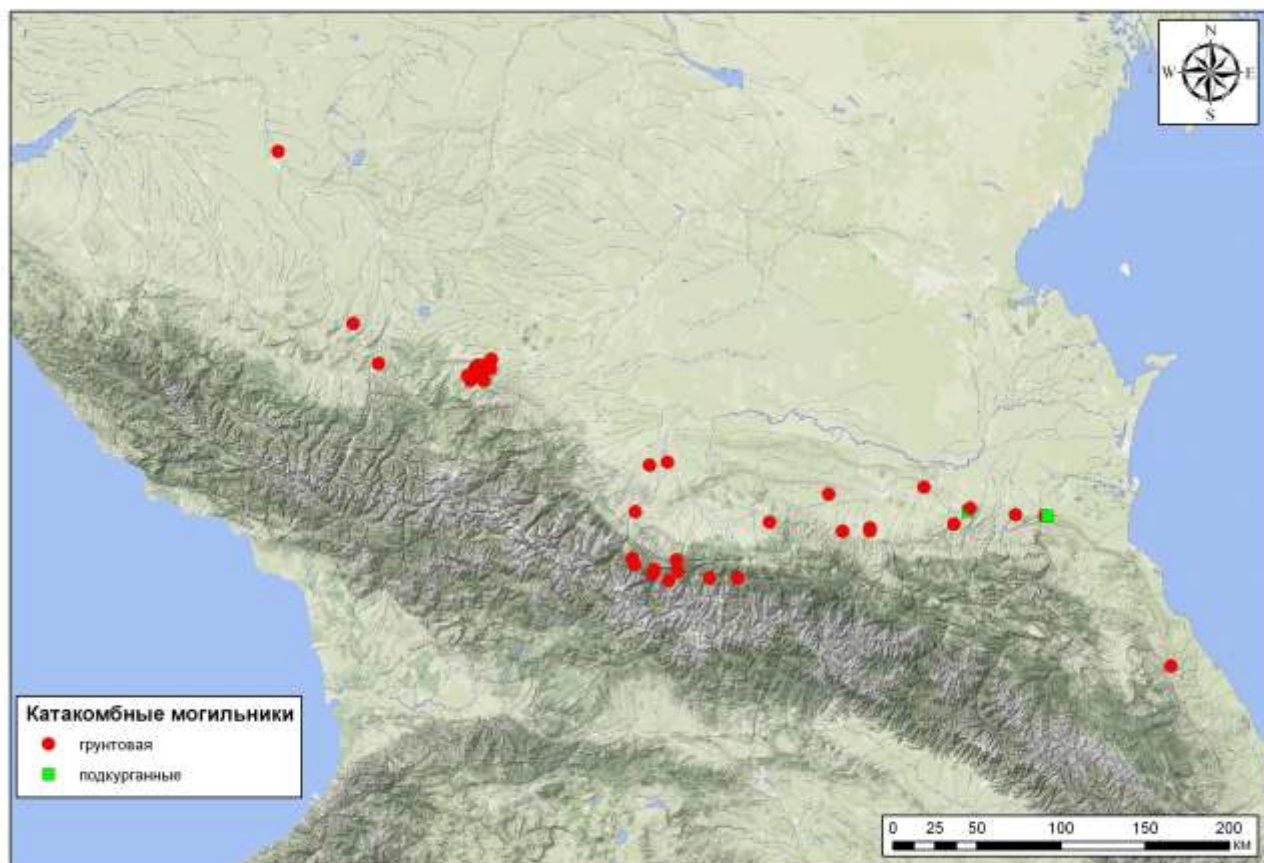 N
W E
S
Катакомбные могильники
грунтовая
подкурганные
0 25 50 100 150 200
КМ